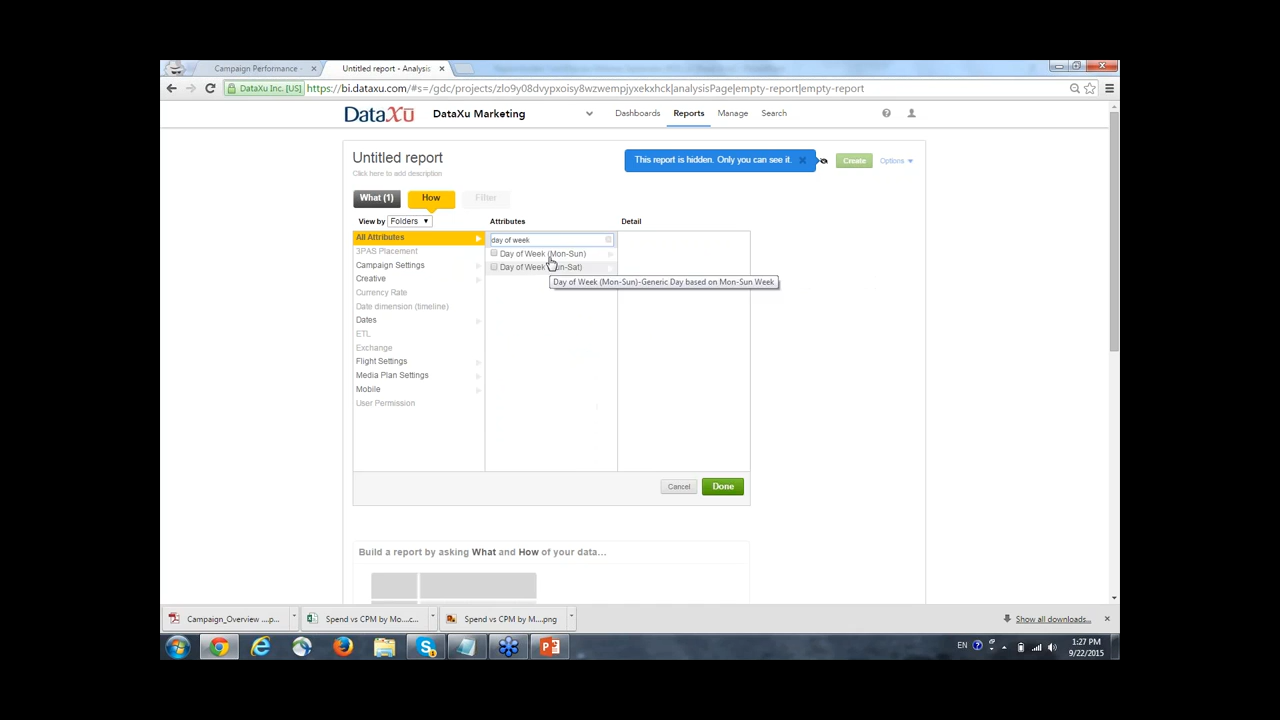 Campaign Performance -
Untitled report - Analysis
DataXu Inc. [US]
https://bi.dataxu.com/#s=/gdc/projects/zlo9y08dvypxoisy8wzwempjyxekxhck|analysisPage|empty-report|empty-report
DataXu
DataXu Marketing
Dashboards
Reports
Manage
Search
Untitled report
Click here to add description
This report is hidden. Only you can see it.
Create
Options
What (1)
How
Filter
View by Folders
Attributes
Detail
All Attributes
3PAS Placement
Campaign Settings
Creative
Currency Rate
Date dimension (timeline)
Dates
ETL
Exchange
Flight Settings
Media Plan Settings
Mobile
User Permission
day of week
Day of Week (Mon-Sun)
Day of Week un-Sat)
Day of Week (Mon-Sun)-Generic Day based on Mon-Sun Week
Cancel
Done
Build a report by asking What and How of your data…
Campaign_Overview ....p...
Spend vs CPM by Mo....c...
Spend vs CPM by M....png
Show all downloads...
EN
1:27 PM
9/22/2015